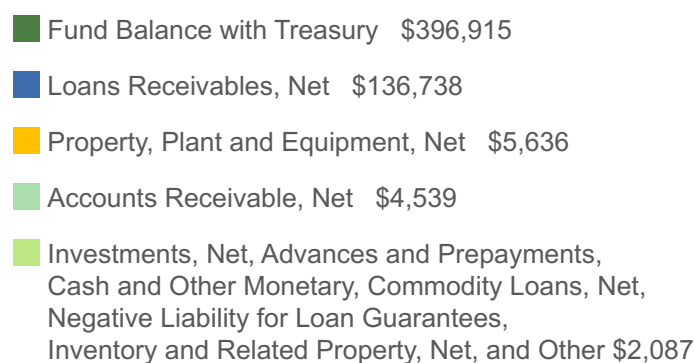 Fund Balance with Treasury $396,915
Loans Receivables, Net $136,738
Property, Plant and Equipment, Net $5,636
Accounts Receivable, Net $4,539
Investments, Net, Advances and Prepayments,
Cash and Other Monetary, Commodity Loans, Net,
Negative Liability for Loan Guarantees,
Inventory and Related Property, Net, and Other $2,087